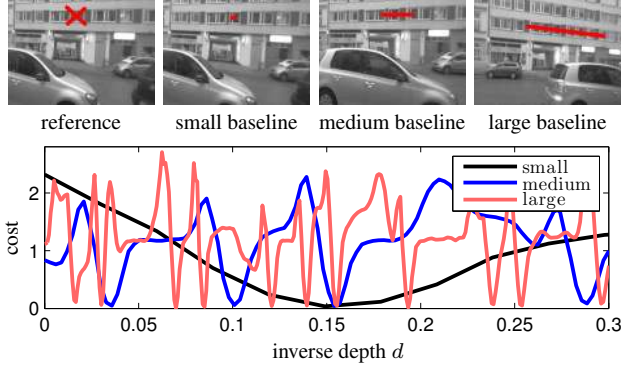 reference
small baseline
medium baseline
large baseline
small
medium
large
2
1
0
cost
0
0.05
0.1
0.15
0.2
0.25
0.3
inverse depth d